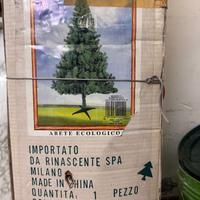 ABETE ECOLOGICO
IMPORTATO
DA RINASCENTE SPA
MILANO
MADE IN CHINA
QUANTITA: 1 PEZZO